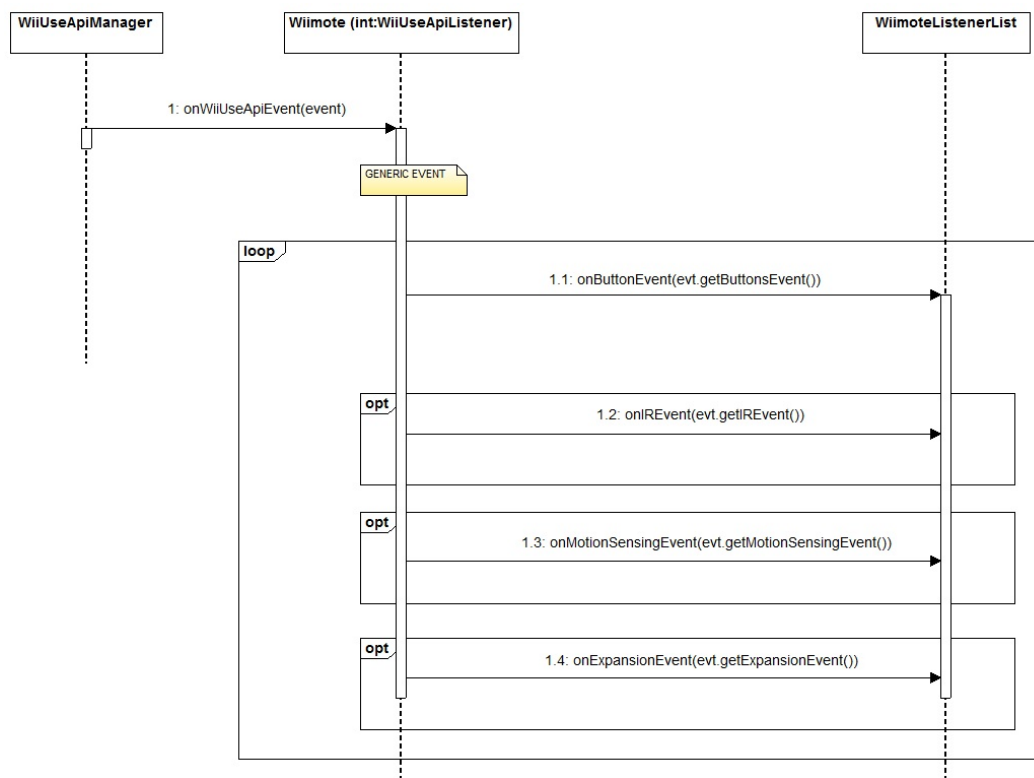 WiiUseApiManager
Wiimote (int:WiiUseApiListener)
WiimoteListenerList
1: onWiiUseApiEvent(event)
GENERIC EVENT
loop
1.1: onButtonEvent(evt.getButtonsEvent())
opt
1.2: onIREvent(evt.getIREvent())
opt
1.3: onMotionSensingEvent(evt.getMotionSensingEvent())
opt
1.4: onExpansionEvent(evt.getExpansionEvent())